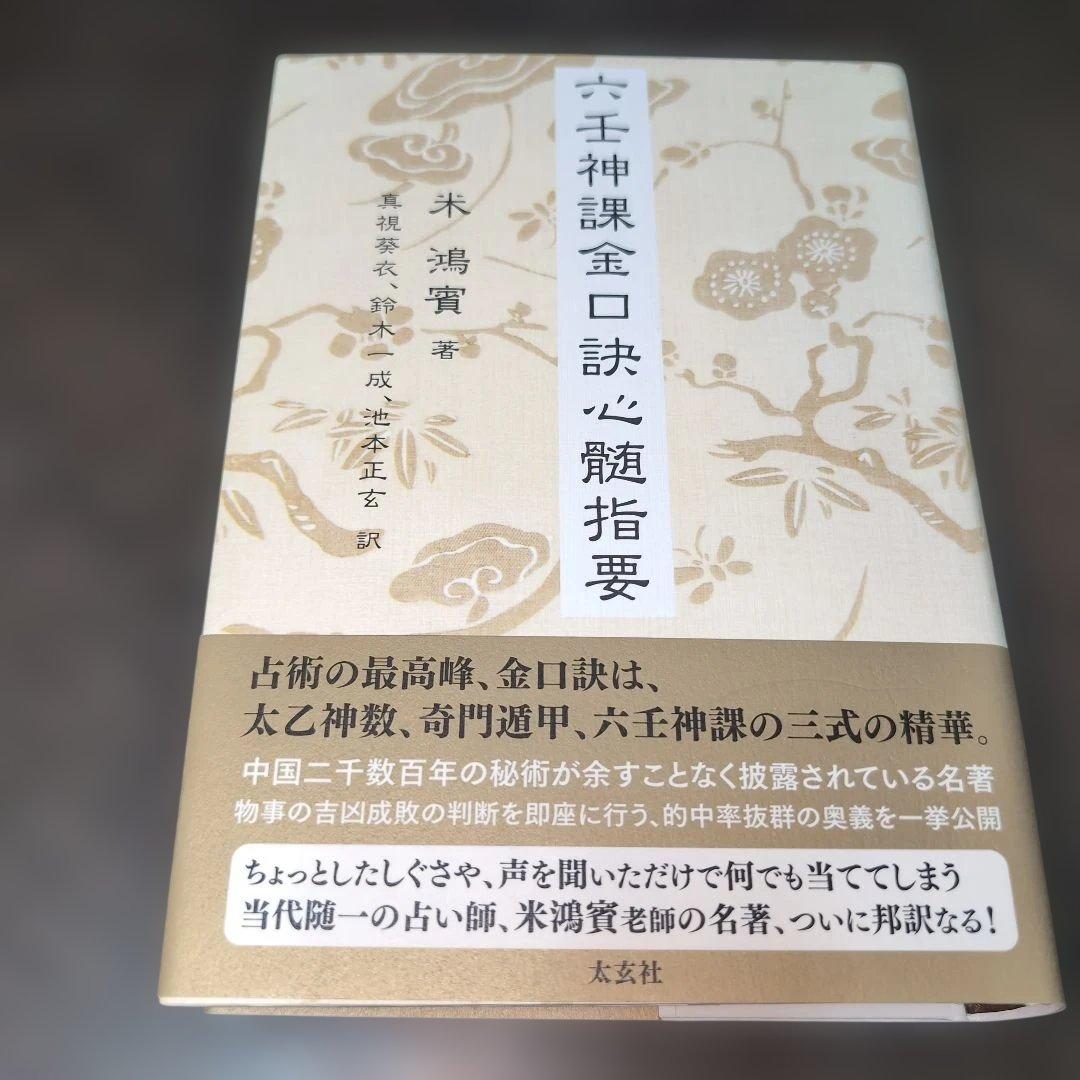 六壬神課金口訣心髄指要
米鴻賓 著
真視葵衣、鈴木一成、池本正玄 訳
占術の最高峰、金口訣は、
太乙神数、奇門遁甲、六壬神課の三式の精華。
中国二千数百年の秘術が余すことなく披露されている名著
物事の吉凶成敗の判断を即座に行う、的中率抜群の奥義を一挙公開
ちょっとしたしぐさや、声を聞いただけで何でも当ててしまう
当代随一の占い師、米鴻賓老師の名著、ついに邦訳なる!
太玄社